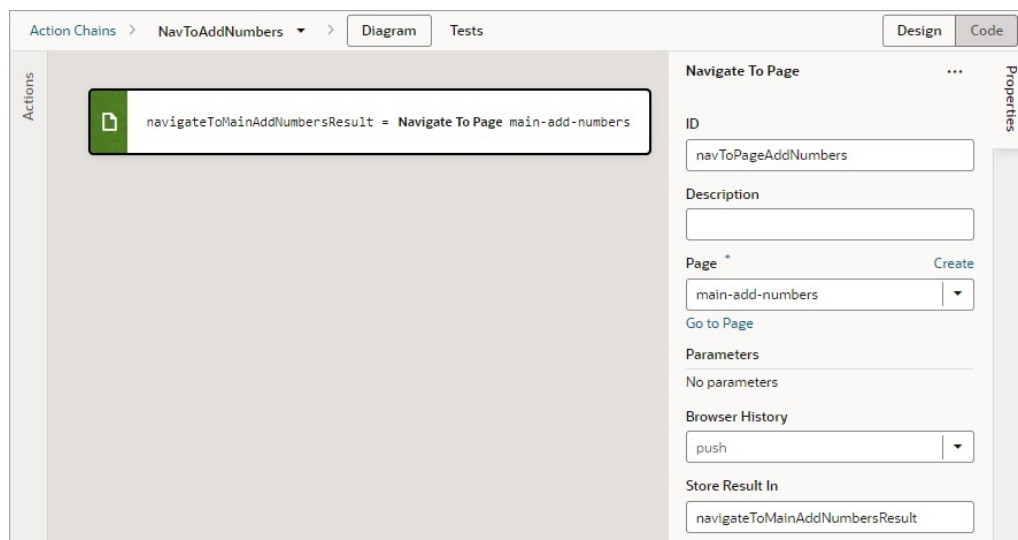 Action Chains > NavToAddNumbers > Diagram Tests Design Code
Actions
navigateToMainAddNumbersResult = Navigate To Page main-add-numbers
Navigate To Page ...
Properties
ID
navToPageAddNumbers
Description
Page *
Create
main-add-numbers
Go to Page
Parameters
No parameters
Browser History
push
Store Result In
navigateToMainAddNumbersResult